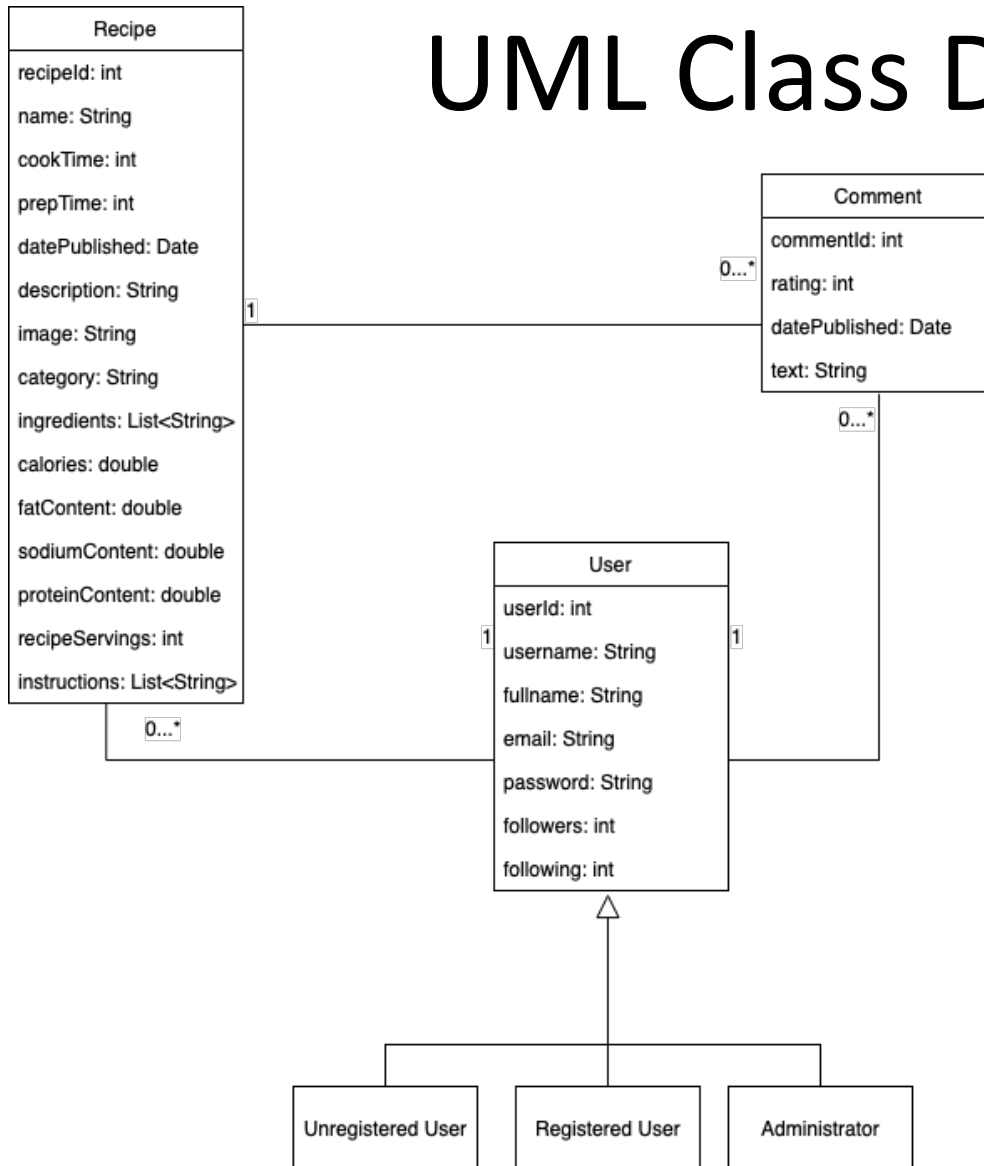 UML Class D
Recipe
recipeId: int
name: String
cookTime: int
prepTime: int
datePublished: Date
description: String
image: String
category: String
ingredients: List<String>
calories: double
fatContent: double
sodiumContent: double
proteinContent: double
recipeServings: int
instructions: List<String>
1
0...*
0...*
Comment
commentId: int
rating: int
datePublished: Date
text: String
0...*
User
userId: int
username: String
fullname: String
email: String
password: String
followers: int
following: int
1
1
Unregistered User
Registered User
Administrator